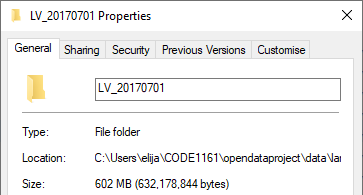 LV_20170701 Properties
General Sharing Security Previous Versions Customise
LV_20170701
Type: File folder
Location: C:\Users\elija\CODE1161\opendataproject\data\lar
Size: 602 MB (632,178,844 bytes)